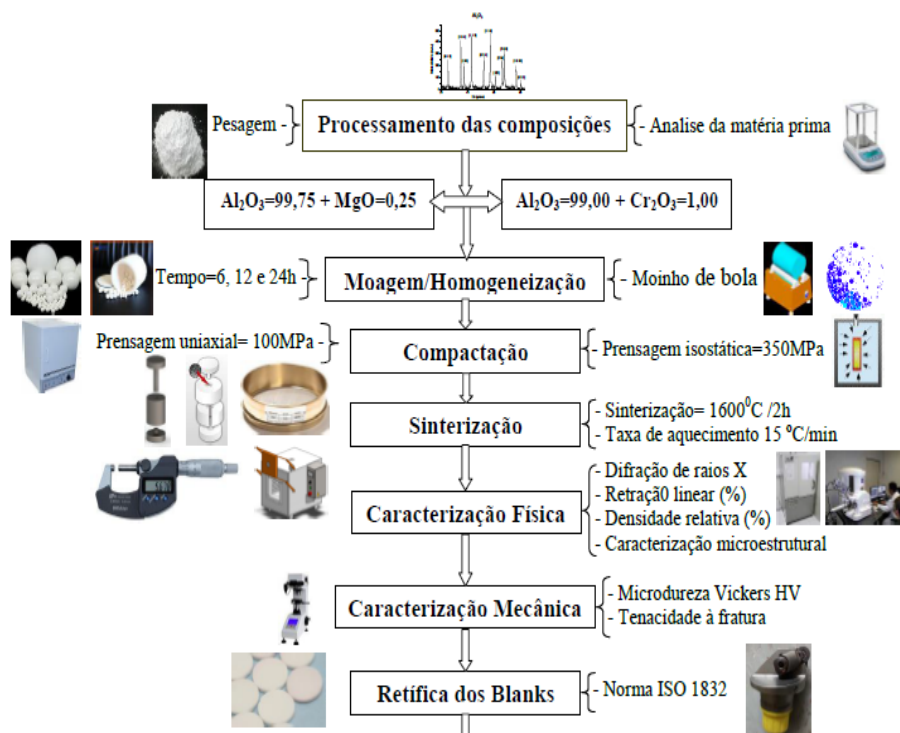 Al₂O₃
Pesagem -
Processamento das composições
- Analise da matéria prima
Al₂O₃=99,75 + MgO=0,25
Al₂O₃=99,00 + Cr₂O₃=1,00
Tempo=6, 12 e 24h -
Moagem/Homogeneização
- Moinho de bola
Prensagem uniaxial= 100MPa -
Compactação
- Prensagem isostática=350MPa
Sinterização
- Sinterização= 1600⁰C /2h
- Taxa de aquecimento 15 ⁰C/min
Caracterização Física
- Difração de raios X
- Retraçã0 linear (%)
- Densidade relativa (%)
- Caracterização microestrutural
Caracterização Mecânica
- Microdureza Vickers HV
- Tenacidade à fratura
Retífica dos Blanks
- Norma ISO 1832